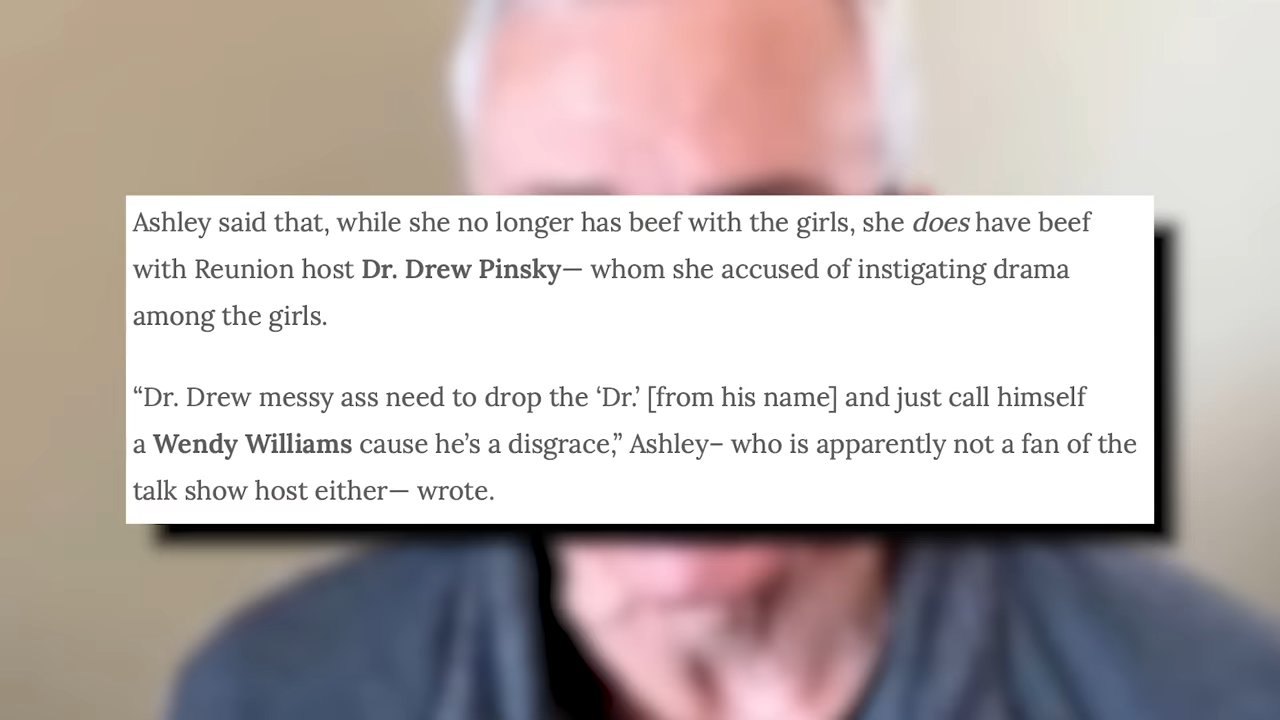 Ashley said that, while she no longer has beef with the girls, she does have beef
with Reunion host Dr. Drew Pinsky— whom she accused of instigating drama
among the girls.
“Dr. Drew messy ass need to drop the ‘Dr.’ [from his name] and just call himself
a Wendy Williams cause he’s a disgrace,” Ashley– who is apparently not a fan of the
talk show host either— wrote.